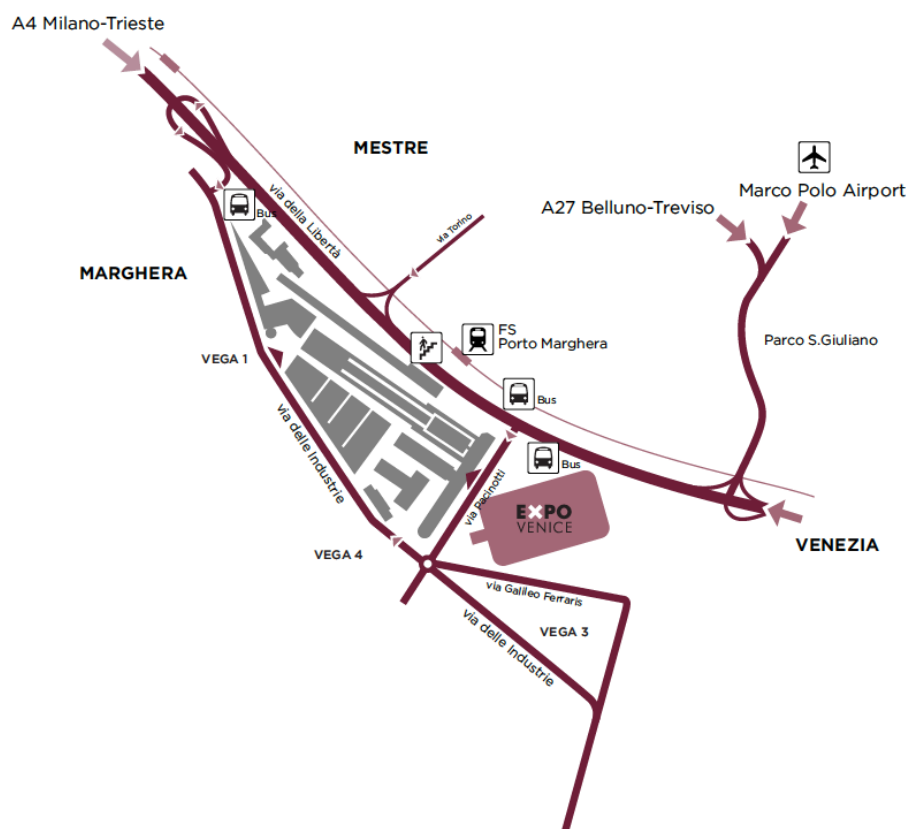 A4 Milano-Trieste
MESTRE
Marco Polo Airport
A27 Belluno-Treviso
via della Libertà
Bus
via Torino
MARGHERA
FS
Porto Marghera
Parco S.Giuliano
VEGA 1
Bus
via delle Industrie
Bus
via Pacinotti
EXPO
VENICE
VENEZIA
VEGA 4
via Galileo Ferraris
VEGA 3
via delle Industrie